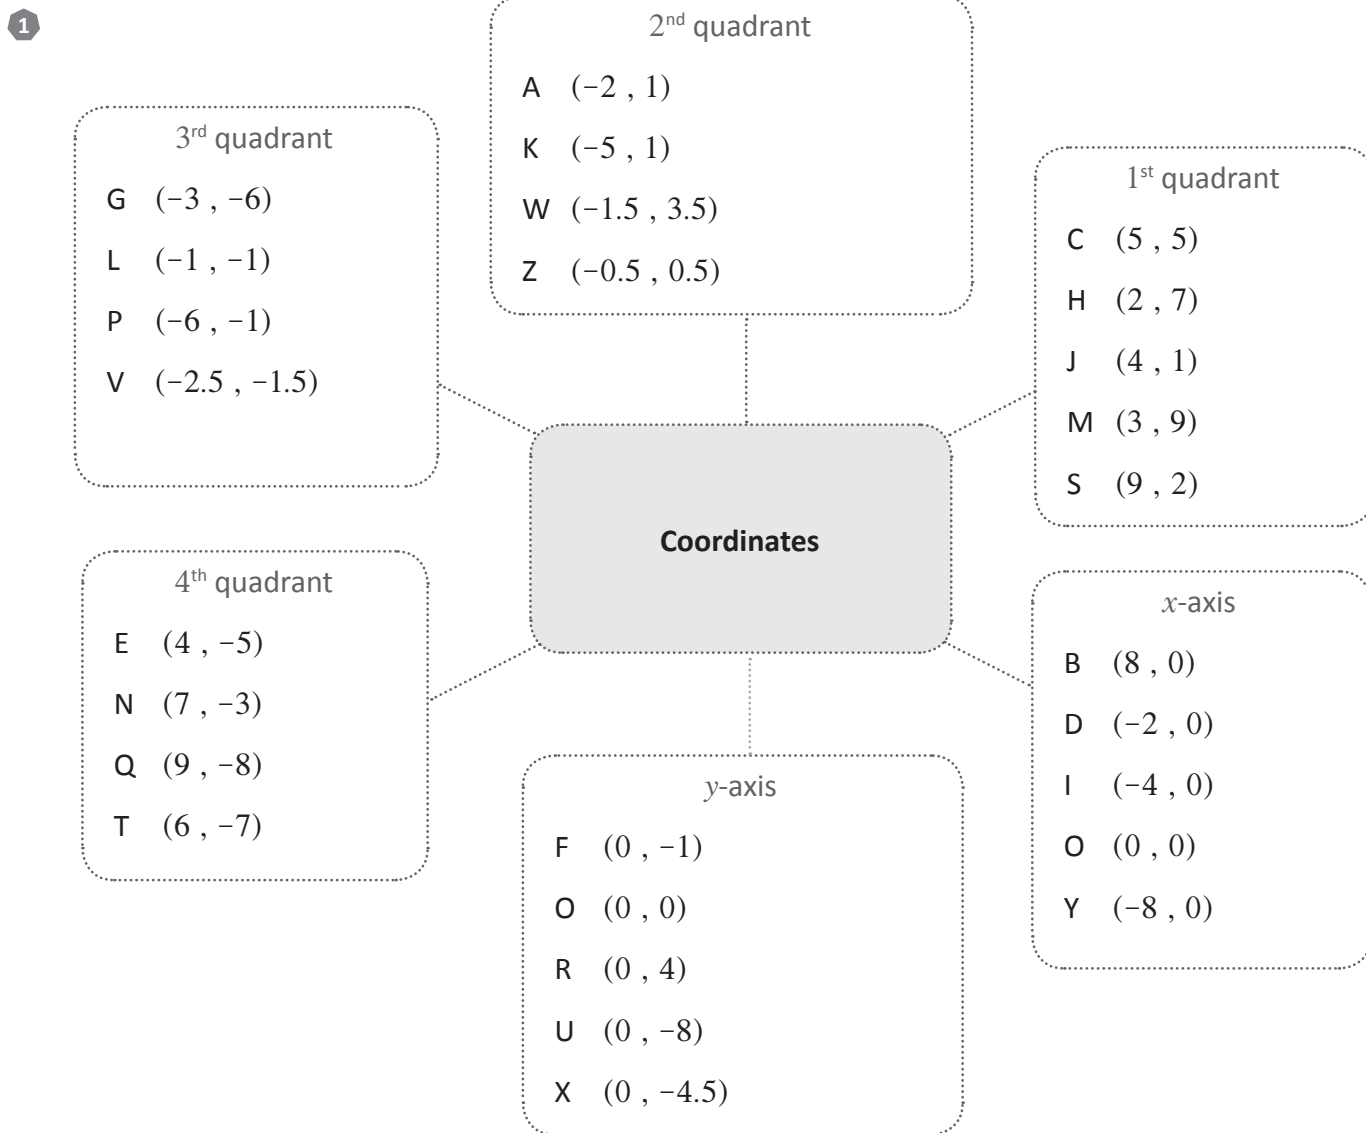 1
2nd quadrant
A (−2 , 1)
K (−5 , 1)
W (−1.5 , 3.5)
Z (−0.5 , 0.5)
3rd quadrant
G (−3 , −6)
L (−1 , −1)
P (−6 , −1)
V (−2.5 , −1.5)
1st quadrant
C (5 , 5)
H (2 , 7)
J (4 , 1)
M (3 , 9)
S (9 , 2)
Coordinates
4th quadrant
E (4 , −5)
N (7 , −3)
Q (9 , −8)
T (6 , −7)
x-axis
B (8 , 0)
D (−2 , 0)
I (−4 , 0)
O (0 , 0)
Y (−8 , 0)
y-axis
F (0 , −1)
O (0 , 0)
R (0 , 4)
U (0 , −8)
X (0 , −4.5)